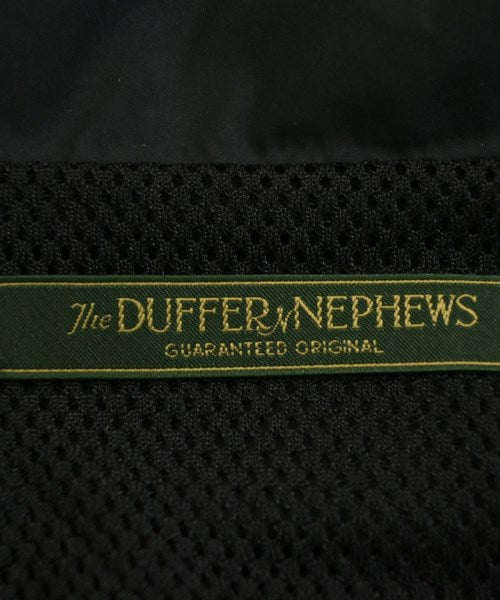 The DUFFER N NEPHEWS
GUARANTEED ORIGINAL